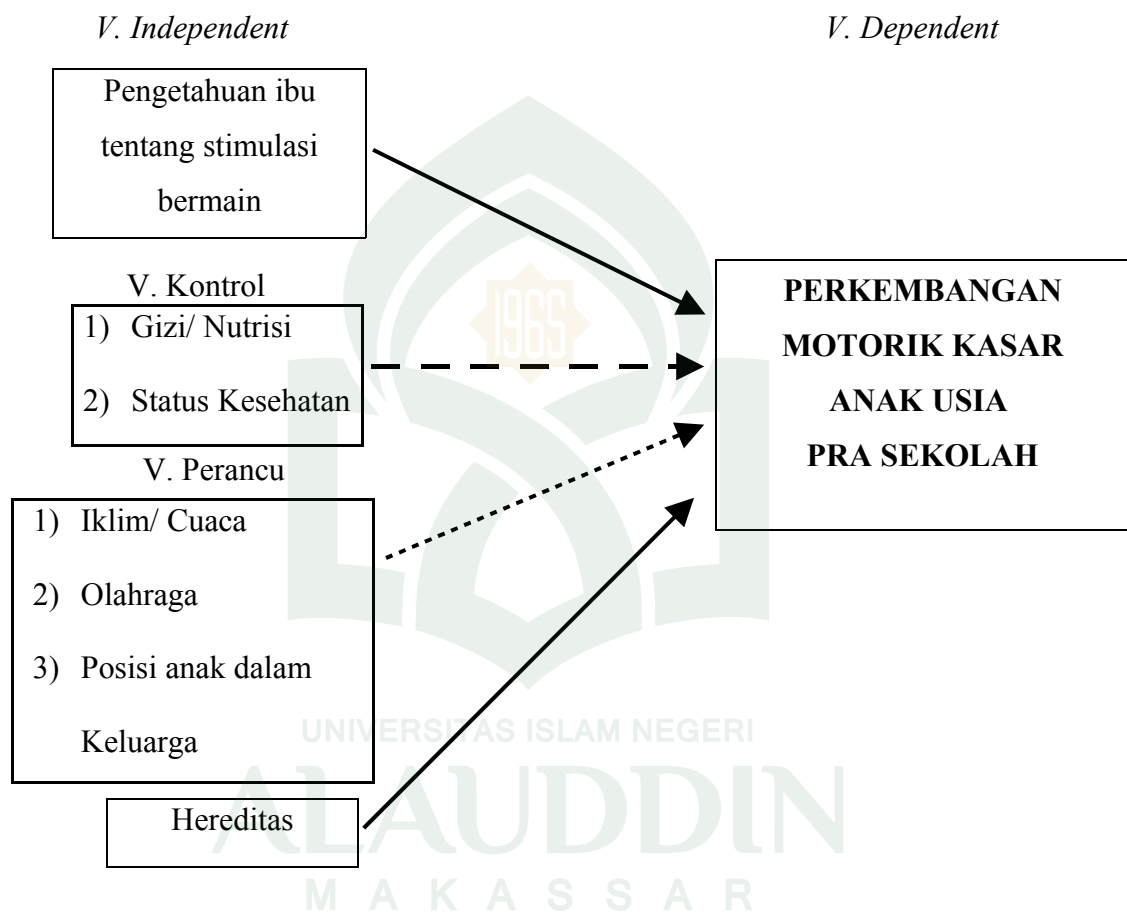 V. Independent
V. Dependent
Pengetahuan ibu
tentang stimulasi
bermain
V. Kontrol
1) Gizi/ Nutrisi
2) Status Kesehatan
V. Perancu
1) Iklim/ Cuaca
2) Olahraga
3) Posisi anak dalam
Keluarga
Hereditas
PERKEMBANGAN
MOTORIK KASAR
ANAK USIA
PRA SEKOLAH
1965
UNIVERSITAS ISLAM NEGERI
ALAUDDIN
MAKASSAR